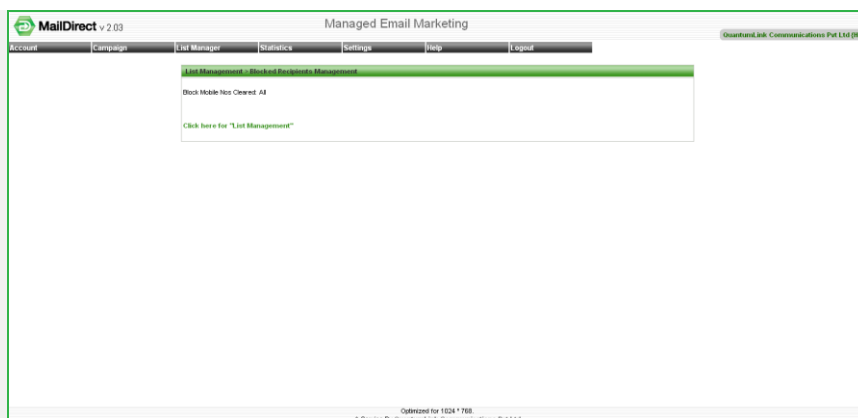 MailDirect v 2.03
Managed Email Marketing
QuantumLink Communications Pvt Ltd (M
Account Campaign List Manager Statistics Settings Help Logout
List Management > Blocked Recipients Management
Block Mobile Nos Cleared: All
Click here for "List Management"
Optimized for 1024 * 768.